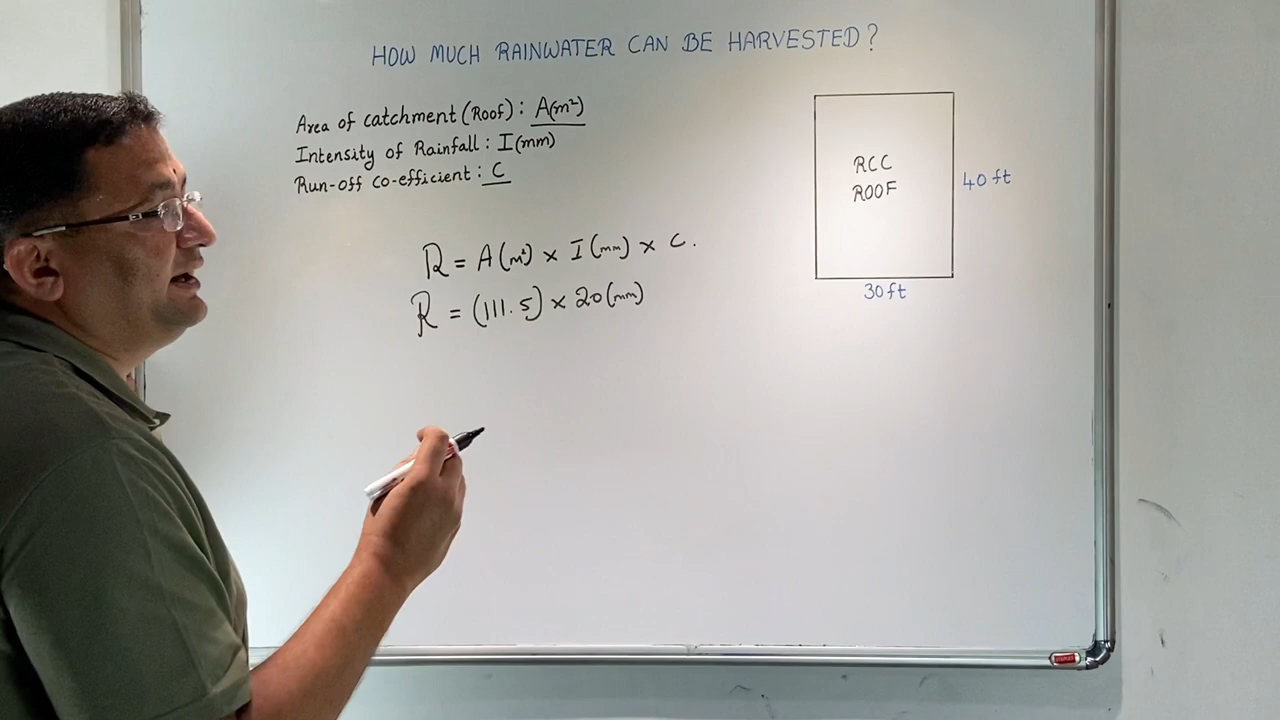 HOW MUCH RAINWATER CAN BE HARVESTED?
Area of catchment (Roof) : A(m²)
Intensity of Rainfall : I(mm)
Run-off co-efficient : C
R = A(m²) × I(mm) × C.
R = (111.5) × 20(mm)
RCC
ROOF
40 ft
30 ft